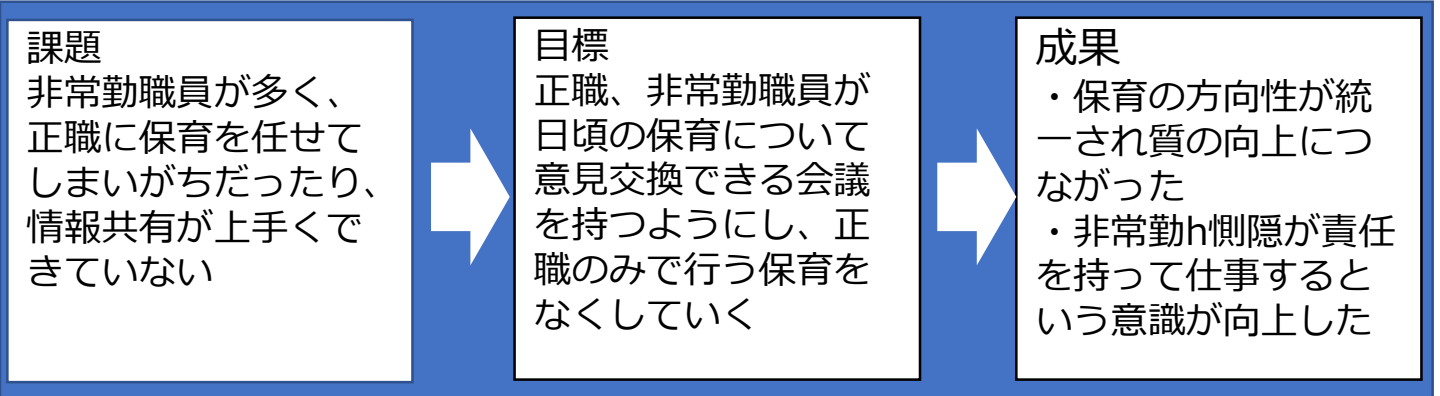 課題
非常勤職員が多く、
正職に保育を任せて
しまいがちだったり、
情報共有が上手くで
きていない
目標
正職、非常勤職員が
日頃の保育について
意見交換できる会議
を持つようにし、正
職のみで行う保育を
なくしていく
成果
・保育の方向性が統
一され質の向上につ
ながった
・非常勤h惻隠が責任
を持って仕事すると
いう意識が向上した